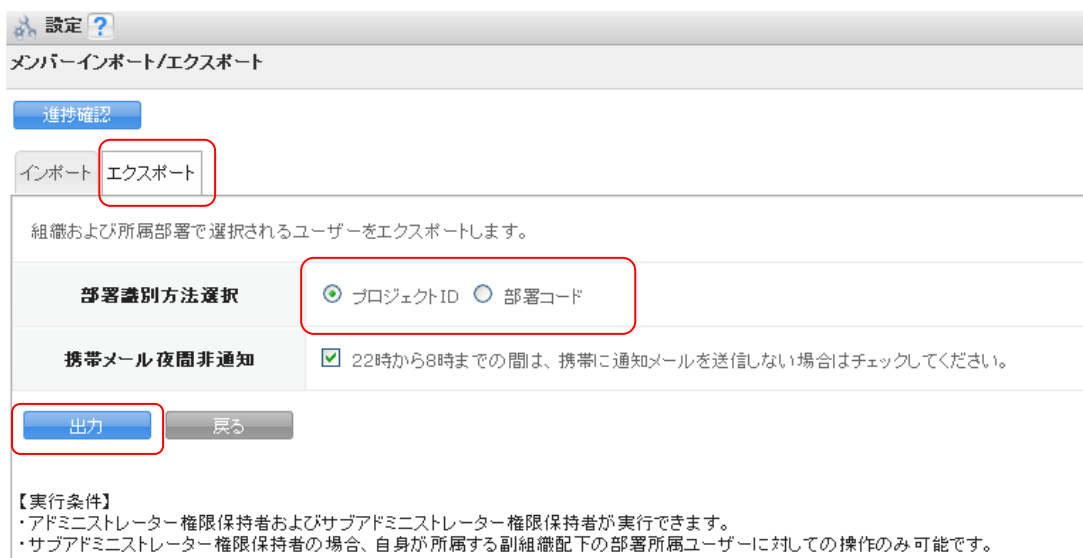 設定 ?
メンバーインポート/エクスポート
進捗確認
インポート エクスポート
組織および所属部署で選択されるユーザーをエクスポートします。
部署識別方法選択 プロジェクトID 部署コード
携帯メール夜間非通知 22時から8時までの間は、携帯に通知メールを送信しない場合はチェックしてください。
出力 戻る
【実行条件】
・アドミニストレーター権限保持者およびサブアドミニストレーター権限保持者が実行できます。
・サブアドミニストレーター権限保持者の場合、自身が所属する副組織配下の部署所属ユーザーに対しての操作のみ可能です。